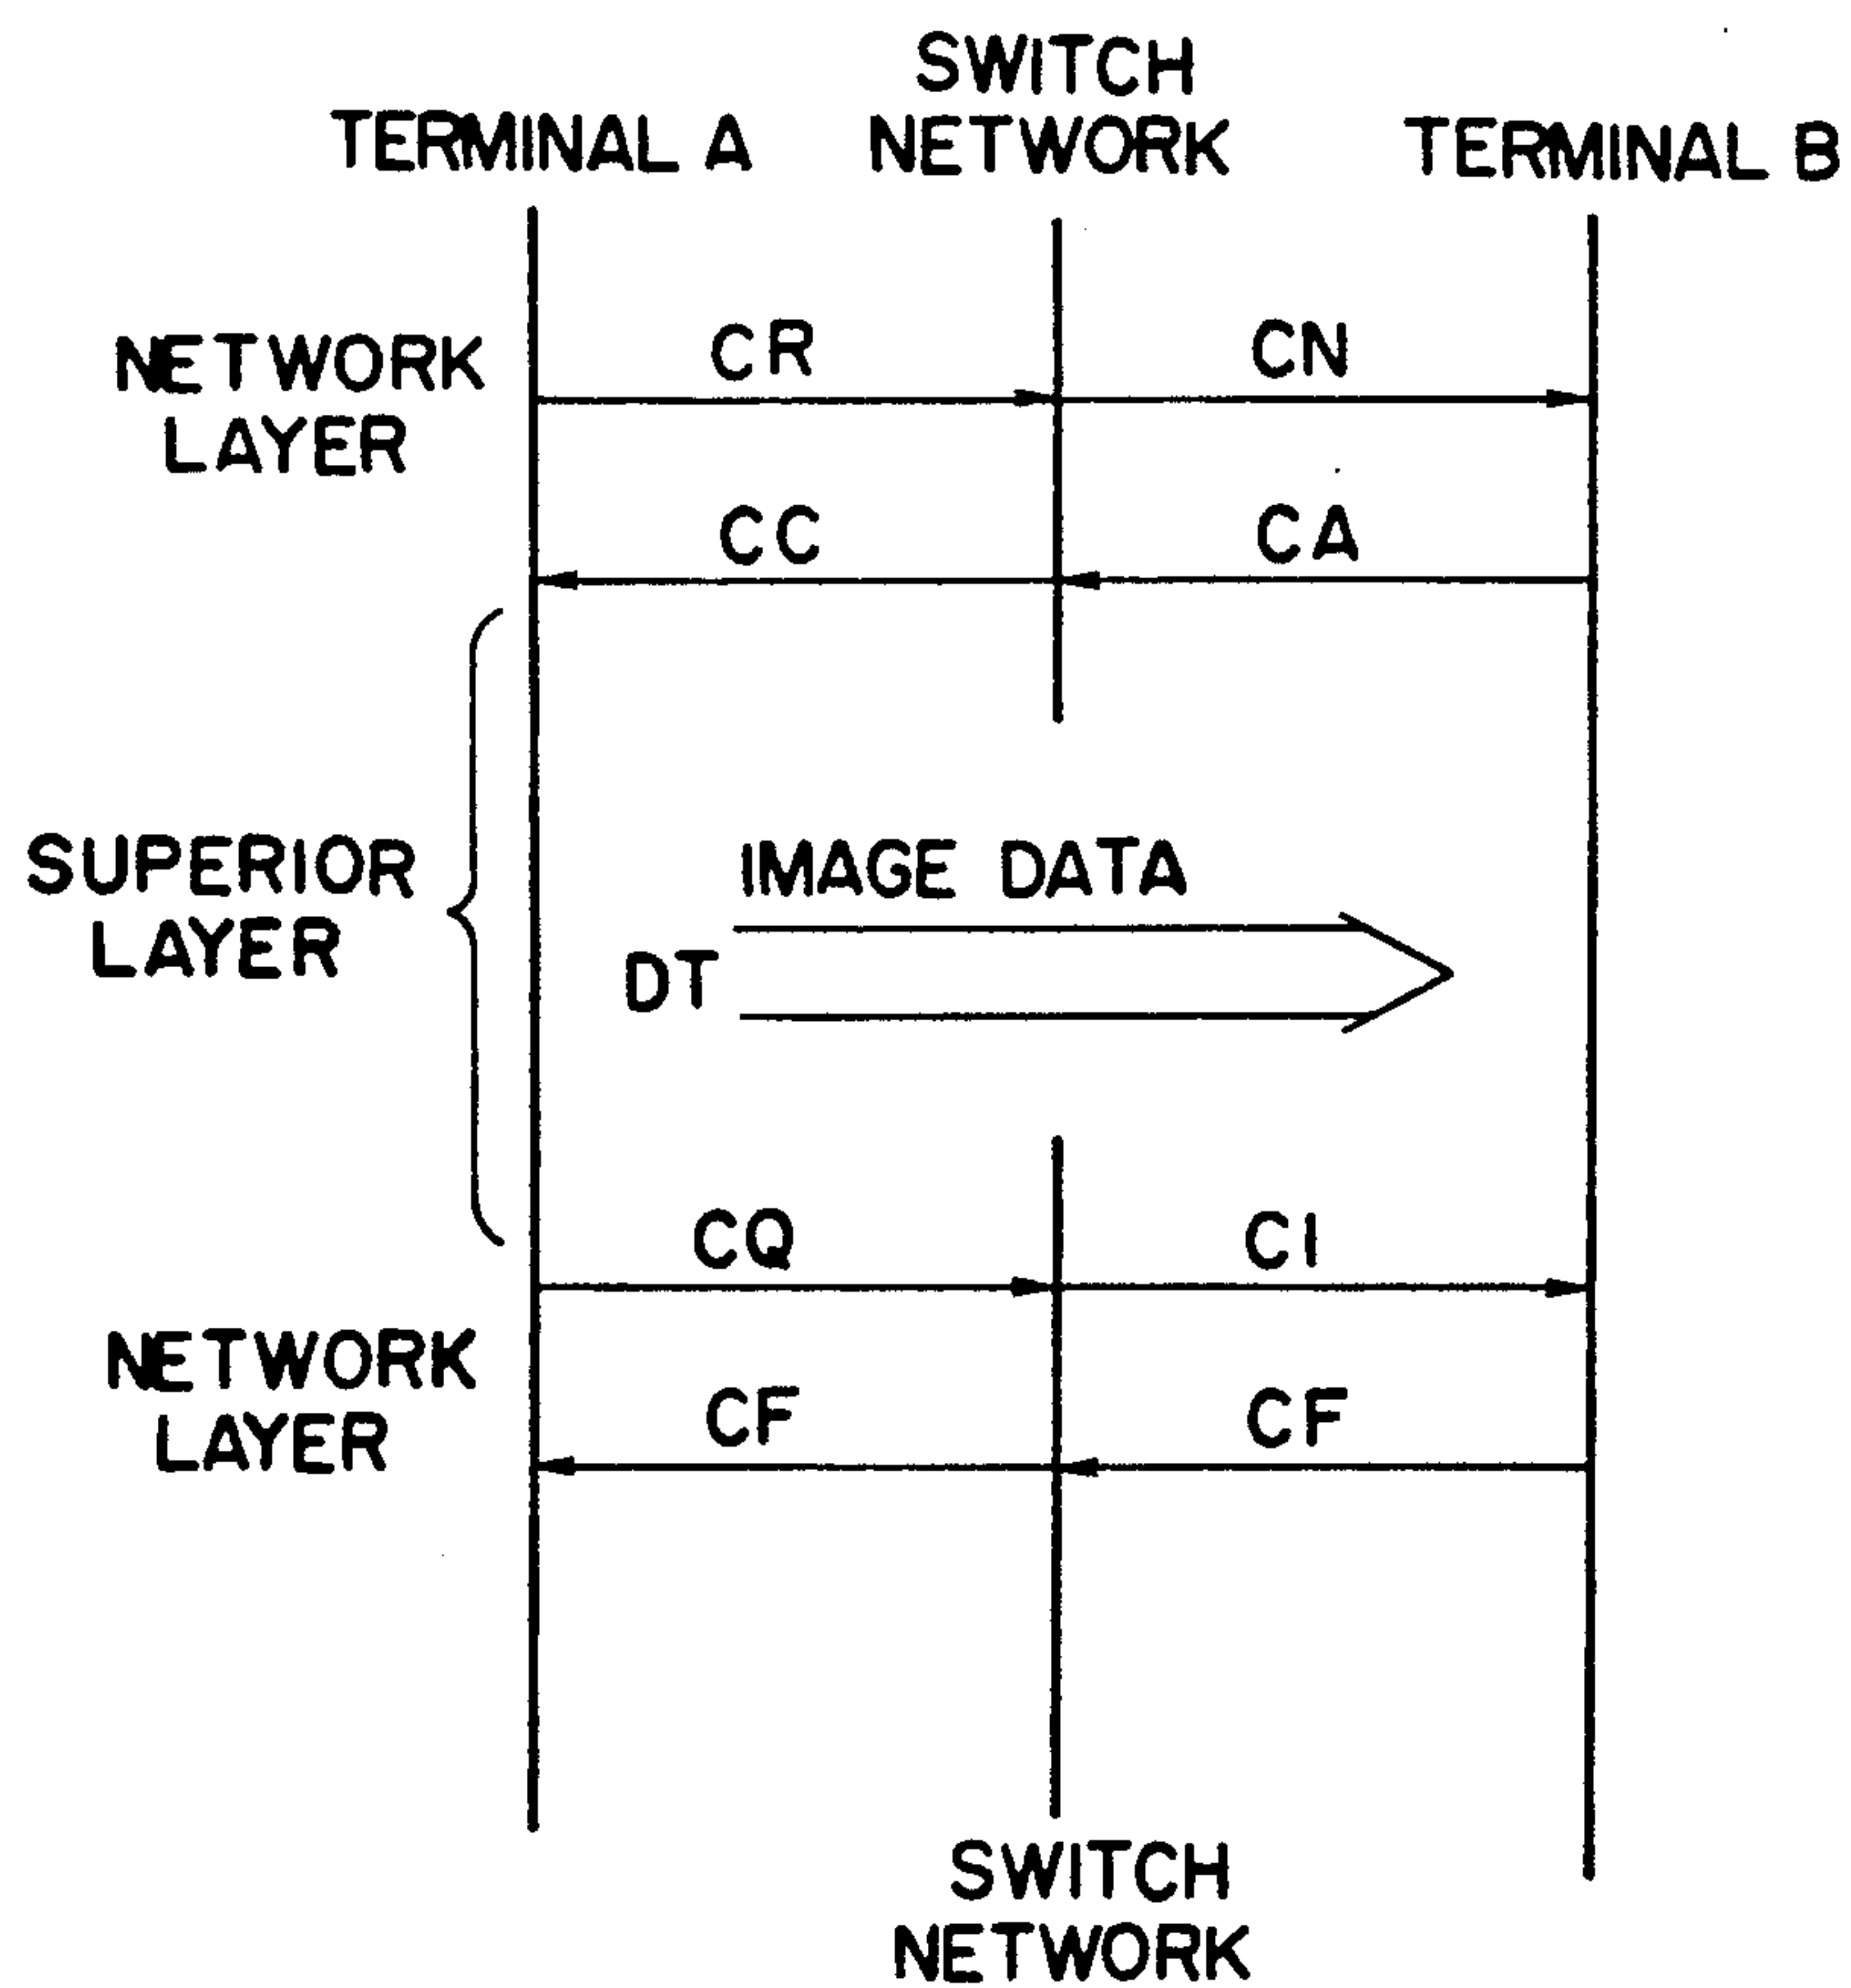 SWITCH
NETWORK
TERMINAL A
TERMINAL B
NETWORK
LAYER
CR
CN
CC
CA
SUPERIOR
LAYER
IMAGE DATA
DT
CQ
CI
NETWORK
LAYER
CF
CF
SWITCH
NETWORK